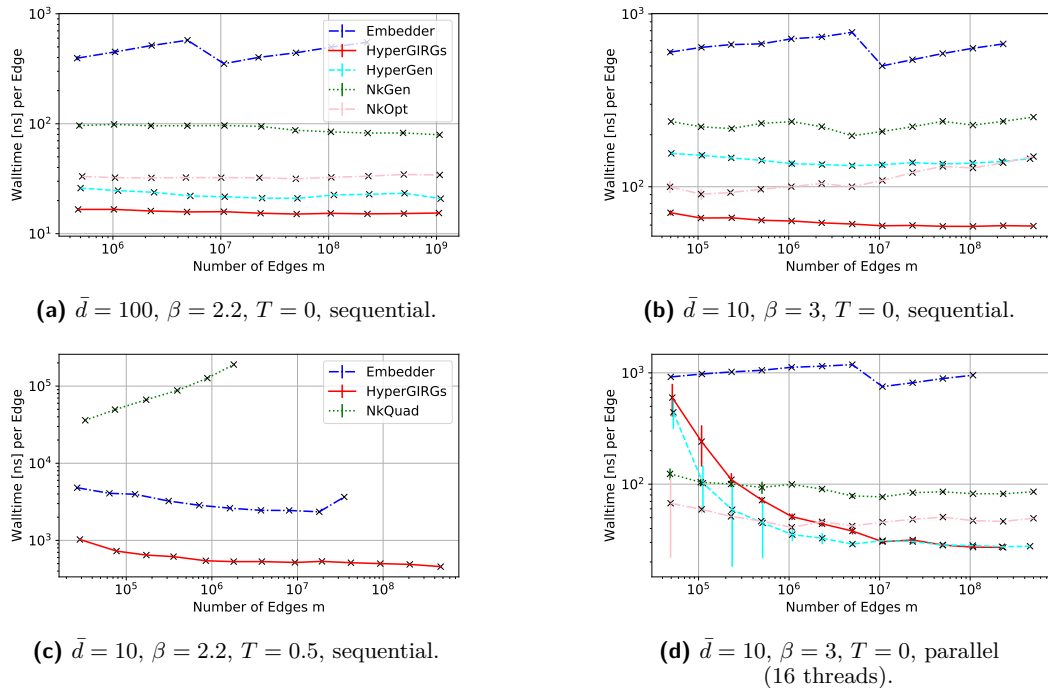 10³
Embedder
HyperGIRGs
HyperGen
NkGen
NkOpt
10²
10¹
Walltime [ns] per Edge
10⁶ 10⁷ 10⁸ 10⁹
Number of Edges m
(a) d̄ = 100, β = 2.2, T = 0, sequential.
10³
10²
Walltime [ns] per Edge
10⁵ 10⁶ 10⁷ 10⁸
Number of Edges m
(b) d̄ = 10, β = 3, T = 0, sequential.
Embedder
HyperGIRGs
NkQuad
10⁵
10⁴
10³
Walltime [ns] per Edge
10⁵ 10⁶ 10⁷ 10⁸
Number of Edges m
(c) d̄ = 10, β = 2.2, T = 0.5, sequential.
10³
10²
Walltime [ns] per Edge
10⁵ 10⁶ 10⁷ 10⁸
Number of Edges m
(d) d̄ = 10, β = 3, T = 0, parallel
(16 threads).